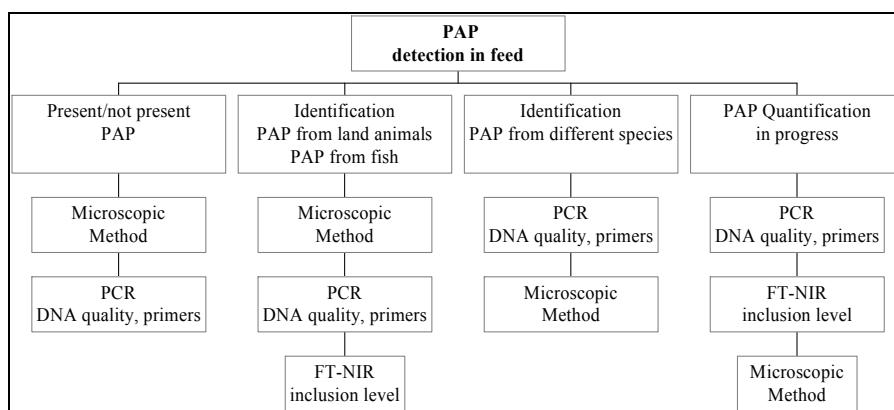 PAP
detection in feed
Present/not present
PAP
Identification
PAP from land animals
PAP from fish
Identification
PAP from different species
PAP Quantification
in progress
Microscopic
Method
Microscopic
Method
PCR
DNA quality, primers
PCR
DNA quality, primers
PCR
DNA quality, primers
PCR
DNA quality, primers
Microscopic
Method
FT-NIR
inclusion level
FT-NIR
inclusion level
Microscopic
Method